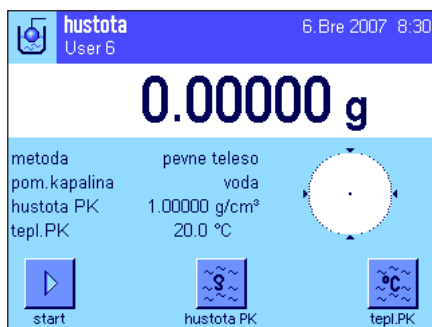 hustota 6.Bre 2007 8:30
User 6
0.00000 g
metoda pevne teleso
pom.kapalina voda
hustota PK 1.00000 g/cm³
tepl.PK 20.0 °C
°C
start hustota PK tepl.PK